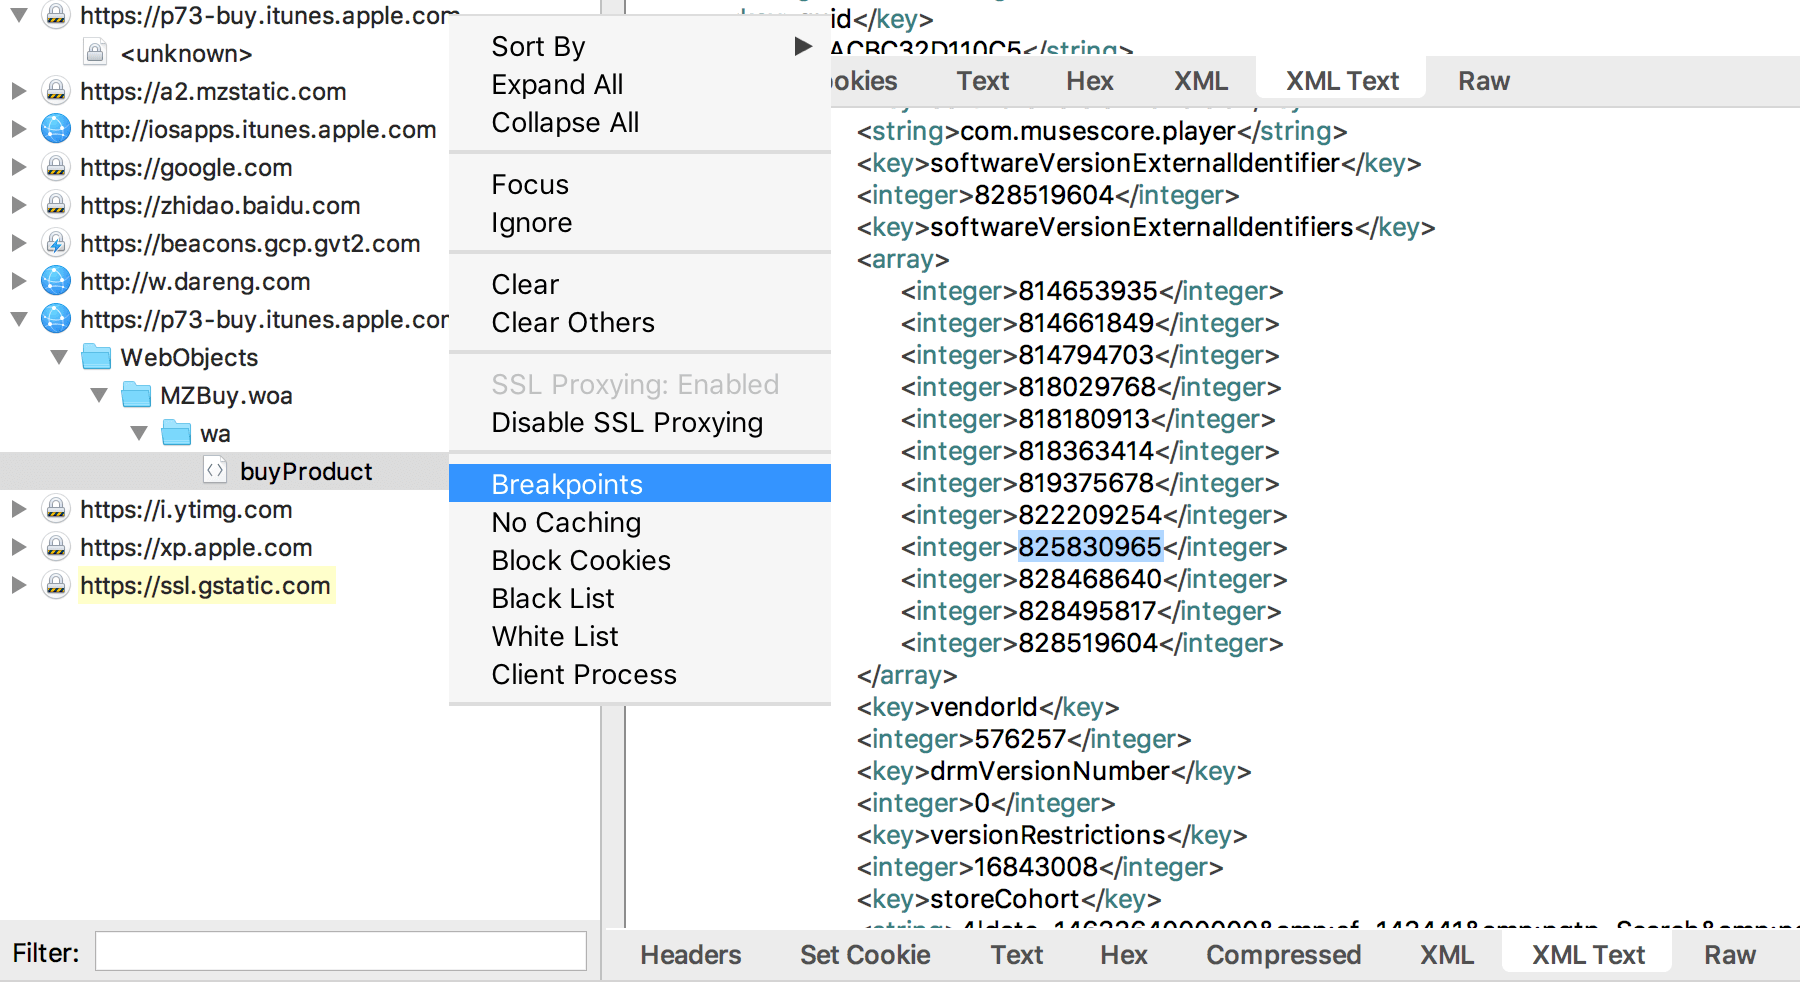 https://p73-buy.itunes.apple.com
<unknown>
https://a2.mzstatic.com
http://iosapps.itunes.apple.com
https://google.com
https://zhidao.baidu.com
https://beacons.gcp.gvt2.com
http://w.dareng.com
https://p73-buy.itunes.apple.com
WebObjects
MZBuy.woa
wa
buyProduct
https://i.ytimg.com
https://xp.apple.com
https://ssl.gstatic.com
Filter:
Sort By
Expand All
Collapse All
Focus
Ignore
Clear
Clear Others
SSL Proxying: Enabled
Disable SSL Proxying
Breakpoints
No Caching
Block Cookies
Black List
White List
Client Process
id</key>
ACBC32D110C5</string>
ookies Text Hex XML XML Text Raw
<string>com.musescore.player</string>
<key>softwareVersionExternalIdentifier</key>
<integer>828519604</integer>
<key>softwareVersionExternalIdentifiers</key>
<array>
<integer>814653935</integer>
<integer>814661849</integer>
<integer>814794703</integer>
<integer>818029768</integer>
<integer>818180913</integer>
<integer>818363414</integer>
<integer>819375678</integer>
<integer>822209254</integer>
<integer>825830965</integer>
<integer>828468640</integer>
<integer>828495817</integer>
<integer>828519604</integer>
</array>
<key>vendorId</key>
<integer>576257</integer>
<key>drmVersionNumber</key>
<integer>0</integer>
<key>versionRestrictions</key>
<integer>16843008</integer>
<key>storeCohort</key>
Headers Set Cookie Text Hex Compressed XML XML Text Raw